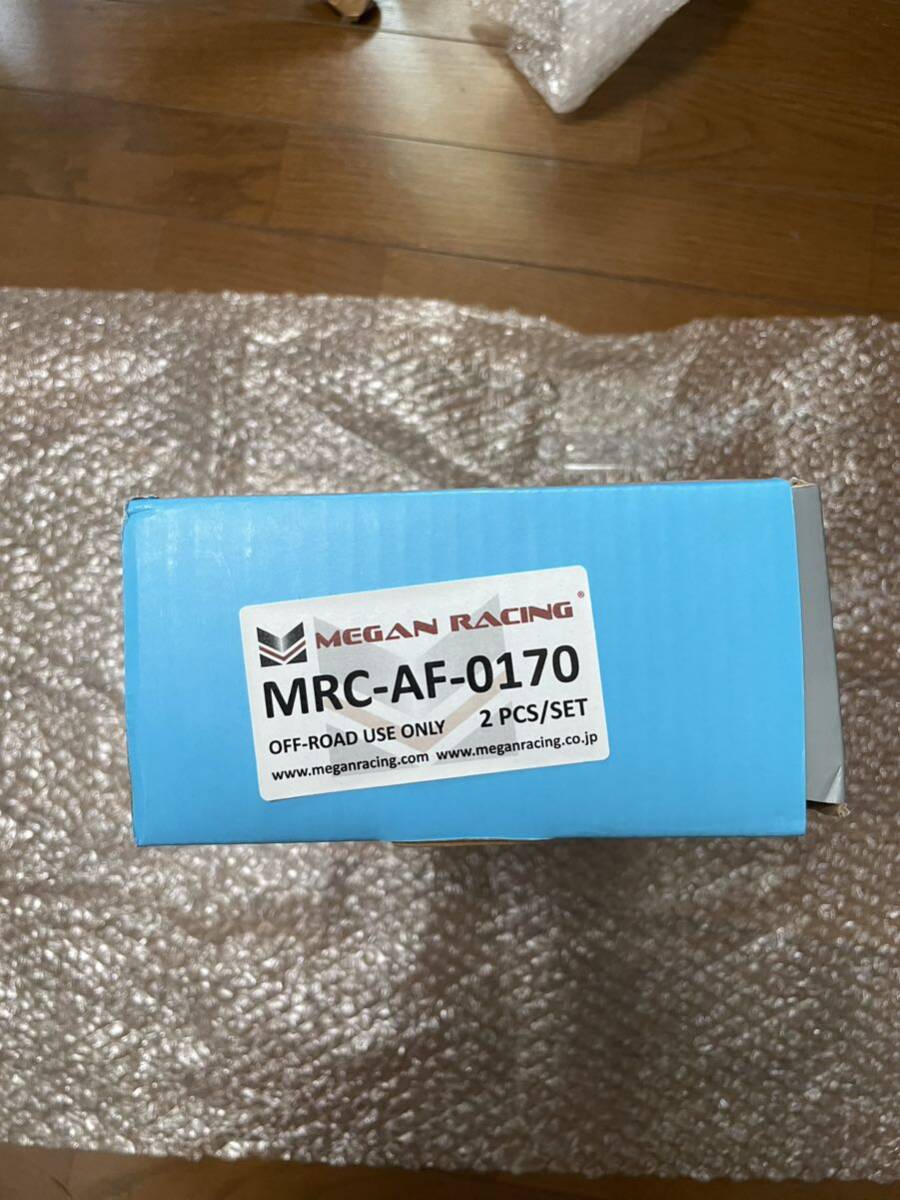 MEGAN RACING®
MRC-AF-0170
OFF-ROAD USE ONLY 2 PCS/SET
www.meganracing.com www.meganracing.co.jp